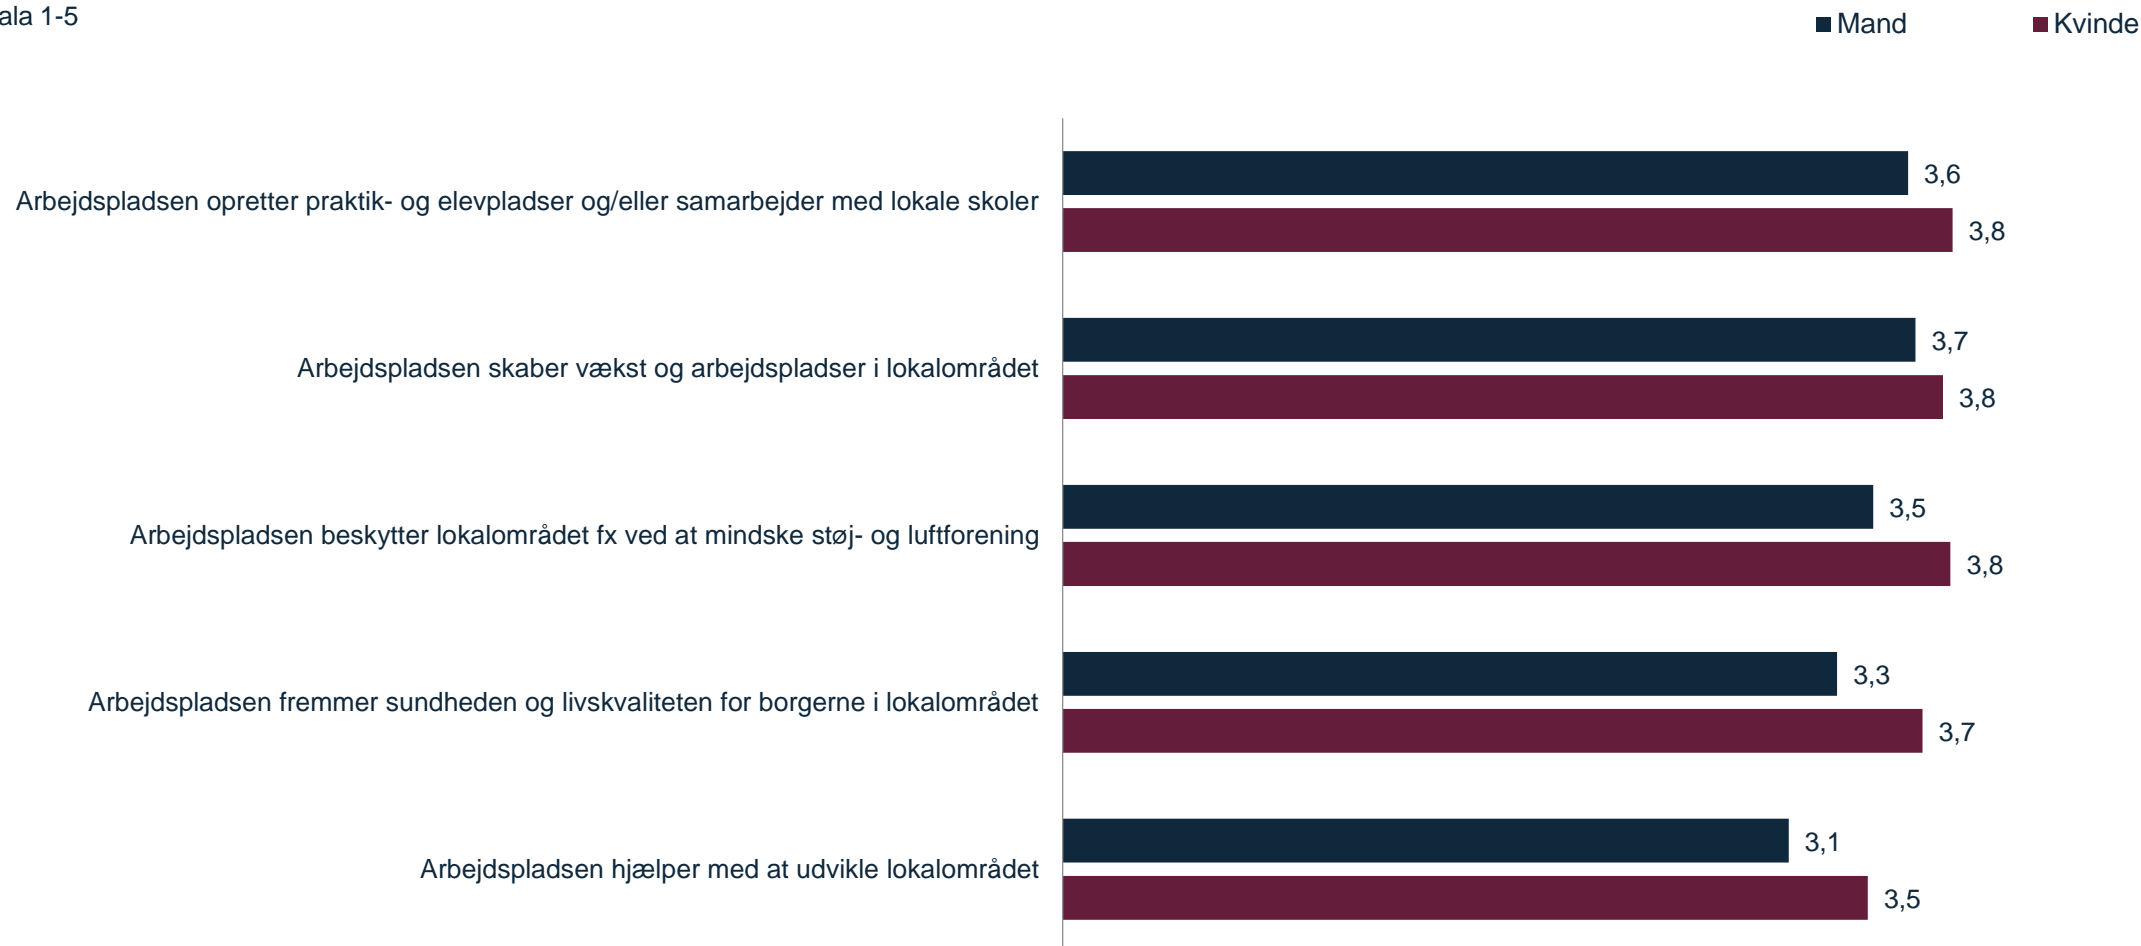 ala 1-5
Mand
Kvinde
Arbejdspladsen opretter praktik- og elevpladser og/eller samarbejder med lokale skoler
3,6
3,8
Arbejdspladsen skaber vækst og arbejdspladser i lokalområdet
3,7
3,8
Arbejdspladsen beskytter lokalområdet fx ved at mindske støj- og luftforening
3,5
3,8
Arbejdspladsen fremmer sundheden og livskvaliteten for borgerne i lokalområdet
3,3
3,7
Arbejdspladsen hjælper med at udvikle lokalområdet
3,1
3,5